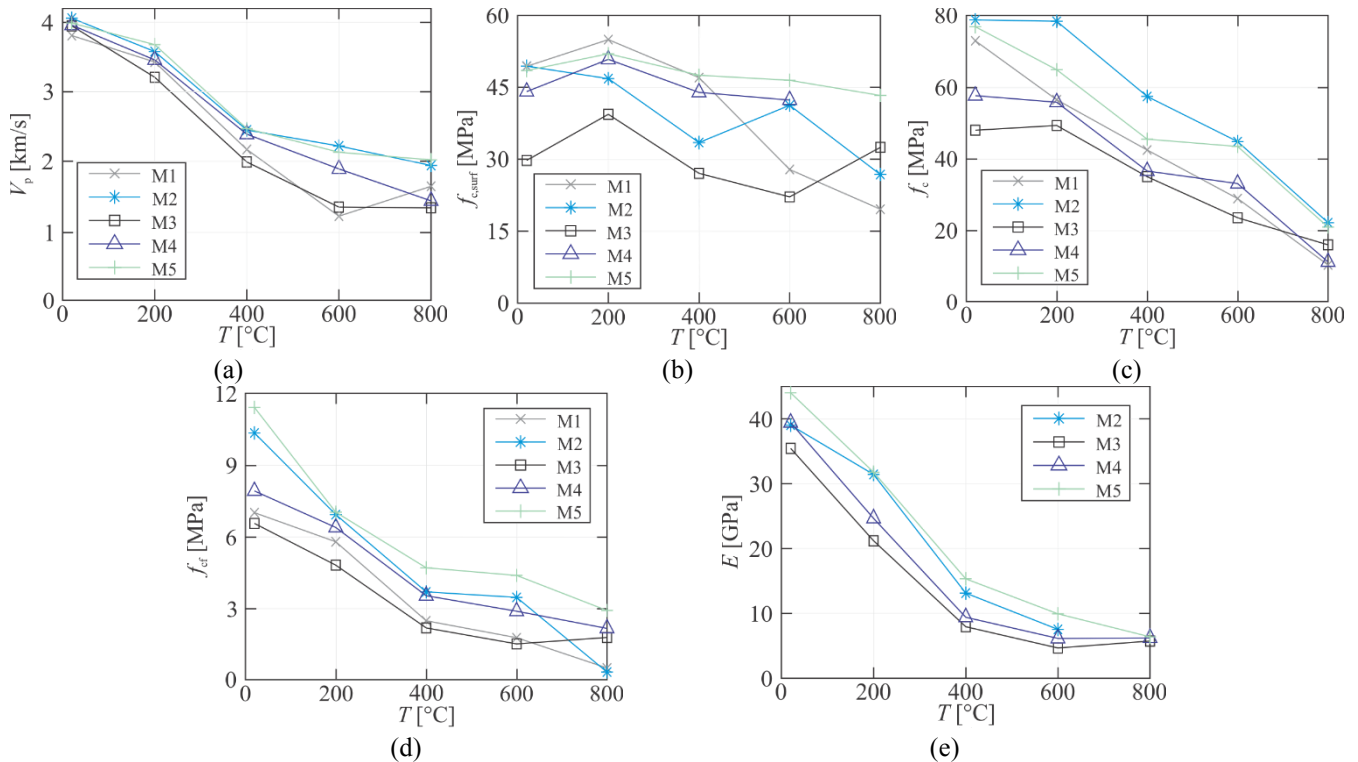 4
3
2
1
0
V_p [km/s]
M1
M2
M3
M4
M5
0
200
400
600
800
T [°C]
(a)
60
45
30
15
0
f_c,surf [MPa]
M1
M2
M3
M4
M5
0
200
400
600
800
T [°C]
(b)
80
60
40
20
0
f_c [MPa]
M1
M2
M3
M4
M5
0
200
400
600
800
T [°C]
(c)
12
9
6
3
0
f_cf [MPa]
M1
M2
M3
M4
M5
0
200
400
600
800
T [°C]
(d)
40
30
20
10
0
E [GPa]
M2
M3
M4
M5
0
200
400
600
800
T [°C]
(e)